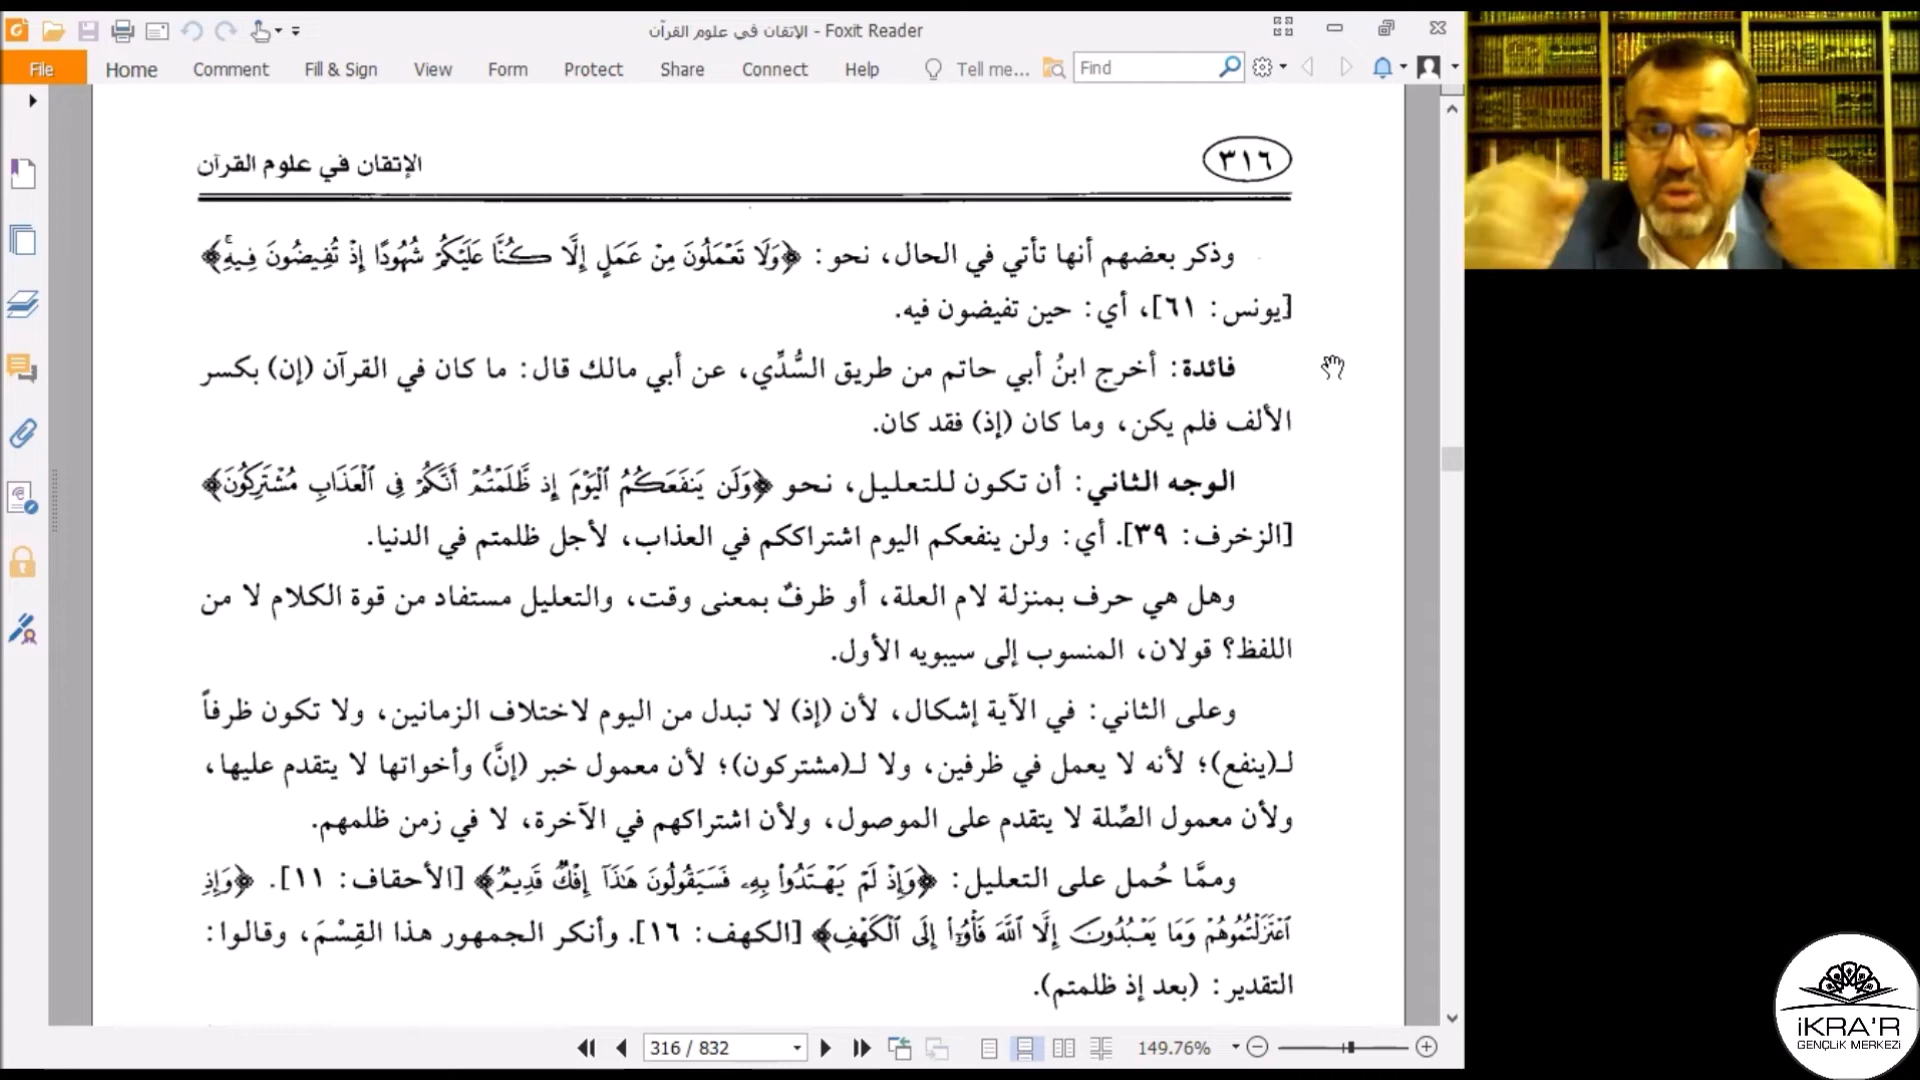 الإتقان في علوم القرآن - Foxit Reader
File Home Comment Fill & Sign View Form Protect Share Connect Help Tell me... Find
٣١٦ الإتقان في علوم القرآن
وذكر بعضهم أنها تأتي في الحال، نحو: ﴿وَلَا تَعْمَلُونَ مِنْ عَمَلٍ إِلَّا كُنَّا عَلَيْكُمْ شُهُودًا إِذْ تُفِيضُونَ فِيهِ﴾
[يونس: ٦١]، أي: حين تفيضون فيه.
فائدة: أخرج ابنُ أبي حاتم من طريق السُّدِّي، عن أبي مالك قال: ما كان في القرآن (إن) بكسر
الألف فلم يكن، وما كان (إذ) فقد كان.
الوجه الثاني: أن تكون للتعليل، نحو ﴿وَلَن يَنفَعَكُمُ ٱلْيَوْمَ إِذ ظَّلَمْتُمْ أَنَّكُمْ فِى ٱلْعَذَابِ مُشْتَرِكُونَ﴾
[الزخرف: ٣٩]. أي: ولن ينفعكم اليوم اشتراككم في العذاب، لأجل ظلمتم في الدنيا.
وهل هي حرف بمنزلة لام العلة، أو ظرفٌ بمعنى وقت، والتعليل مستفاد من قوة الكلام لا من
اللفظ؟ قولان، المنسوب إلى سيبويه الأول.
وعلى الثاني: في الآية إشكال، لأن (إذ) لا تبدل من اليوم لاختلاف الزمانين، ولا تكون ظرفاً
لـ(ينفع)؛ لأنه لا يعمل في ظرفين، ولا لـ(مشتركون)؛ لأن معمول خبر (إنَّ) وأخواتها لا يتقدم عليها،
ولأن معمول الصِّلة لا يتقدم على الموصول، ولأن اشتراكهم في الآخرة، لا في زمن ظلمهم.
وممَّا حُمل على التعليل: ﴿وَإِذْ لَمْ يَهْتَدُوا۟ بِهِۦ فَسَيَقُولُونَ هَٰذَآ إِفْكٌ قَدِيمٌ﴾ [الأحقاف: ١١]. ﴿وَإِذِ
ٱعْتَزَلْتُمُوهُمْ وَمَا يَعْبُدُونَ إِلَّا ٱللَّهَ فَأْوُۥٓا۟ إِلَى ٱلْكَهْفِ﴾ [الكهف: ١٦]. وأنكر الجمهور هذا القِسْمَ، وقالوا:
التقدير: (بعد إذ ظلمتم).
316 / 832 149.76%
iKRA'R
GENÇLİK MERKEZİ